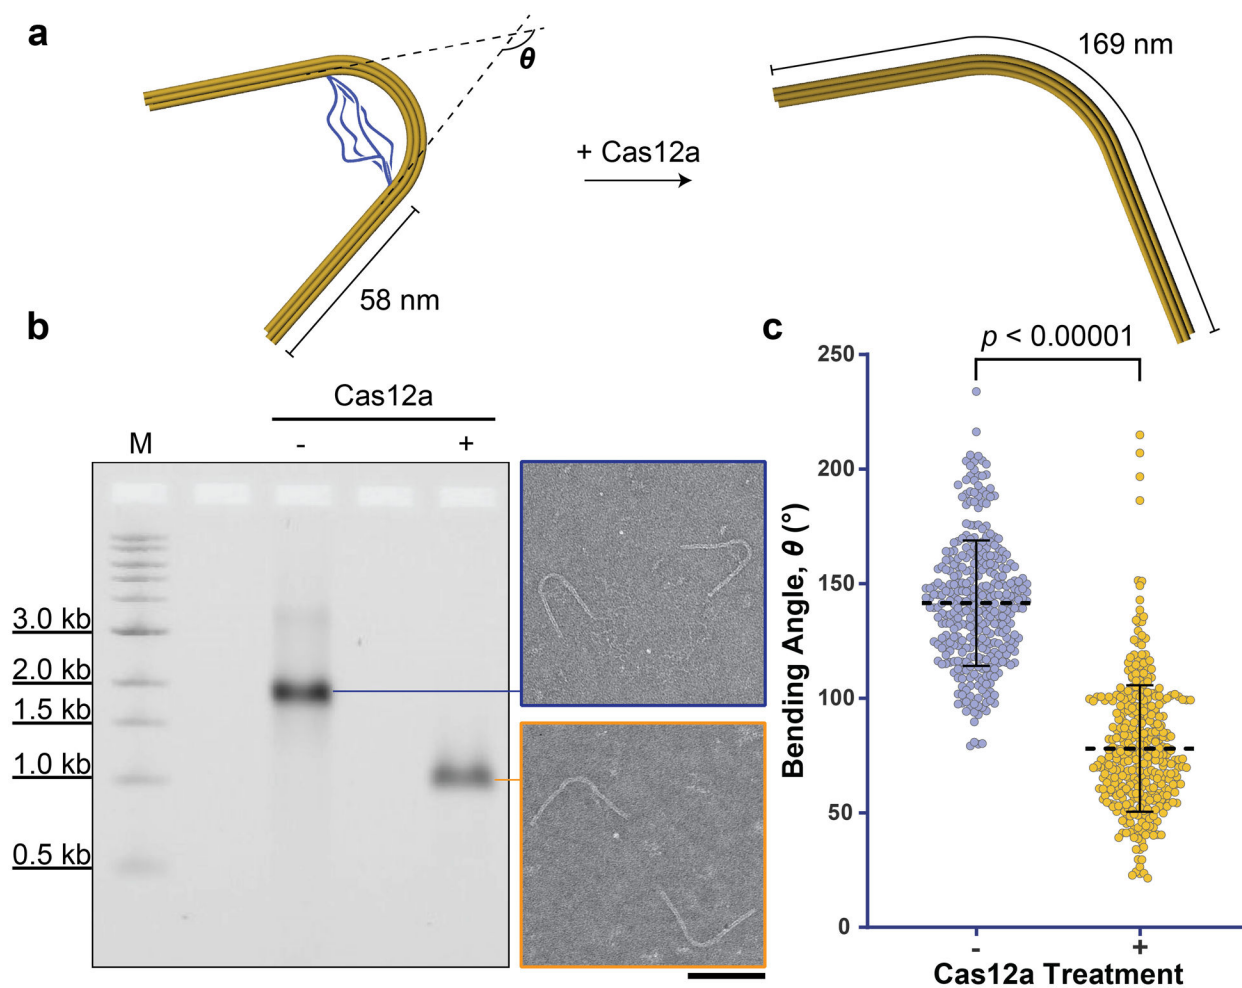 a
θ
169 nm
+ Cas12a
58 nm
b
Cas12a
M - +
3.0 kb
2.0 kb
1.5 kb
1.0 kb
0.5 kb
c
p < 0.00001
250
200
150
100
50
0
Bending Angle, θ (°)
- +
Cas12a Treatment